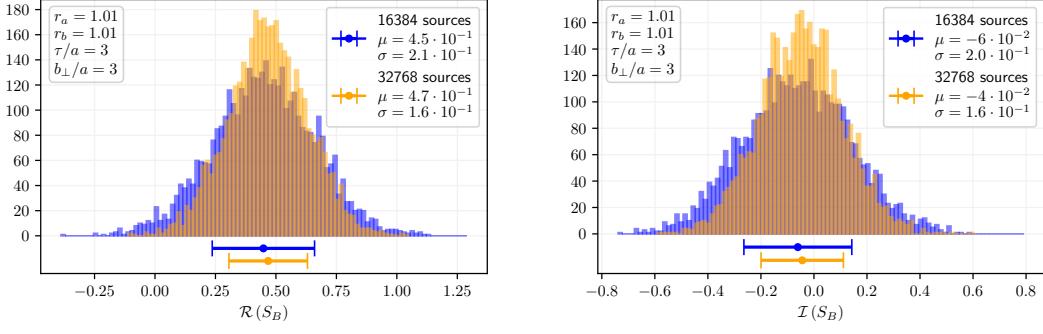 180
160
140
120
100
80
60
40
20
0
r_a = 1.01
r_b = 1.01
τ/a = 3
b_⊥/a = 3
16384 sources
μ = 4.5 · 10⁻¹
σ = 2.1 · 10⁻¹
32768 sources
μ = 4.7 · 10⁻¹
σ = 1.6 · 10⁻¹
−0.25 0.00 0.25 0.50 0.75 1.00 1.25
ℛ(S_B)
160
140
120
100
80
60
40
20
0
r_a = 1.01
r_b = 1.01
τ/a = 3
b_⊥/a = 3
16384 sources
μ = −6 · 10⁻²
σ = 2.0 · 10⁻¹
32768 sources
μ = −4 · 10⁻²
σ = 1.6 · 10⁻¹
−0.8 −0.6 −0.4 −0.2 0.0 0.2 0.4 0.6 0.8
ℐ(S_B)